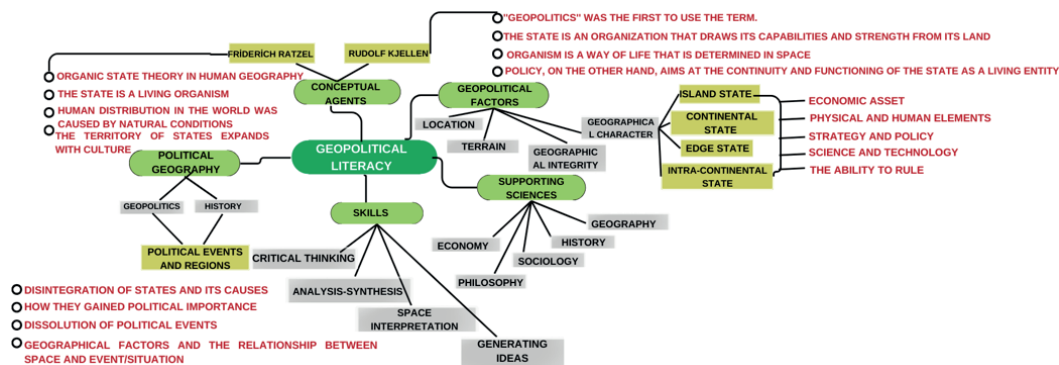 "GEOPOLITICS" WAS THE FIRST TO USE THE TERM.
THE STATE IS AN ORGANIZATION THAT DRAWS ITS CAPABILITIES AND STRENGTH FROM ITS LAND
ORGANISM IS A WAY OF LIFE THAT IS DETERMINED IN SPACE
POLICY, ON THE OTHER HAND, AIMS AT THE CONTINUITY AND FUNCTIONING OF THE STATE AS A LIVING ENTITY
FRİDERİCH RATZEL
RUDOLF KJELLEN
ORGANIC STATE THEORY IN HUMAN GEOGRAPHY
THE STATE IS A LIVING ORGANISM
HUMAN DISTRIBUTION IN THE WORLD WAS
CAUSED BY NATURAL CONDITIONS
THE TERRITORY OF STATES EXPANDS
WITH CULTURE
CONCEPTUAL
AGENTS
GEOPOLITICAL
FACTORS
LOCATION
TERRAIN
GEOGRAPHIC
AL INTEGRITY
GEOGRAPHICA
L CHARACTER
ISLAND STATE
CONTINENTAL
STATE
EDGE STATE
INTRA-CONTINENTAL
STATE
ECONOMIC ASSET
PHYSICAL AND HUMAN ELEMENTS
STRATEGY AND POLICY
SCIENCE AND TECHNOLOGY
THE ABILITY TO RULE
GEOPOLITICAL
LITERACY
POLITICAL
GEOGRAPHY
GEOPOLITICS
HISTORY
POLITICAL EVENTS
AND REGIONS
SUPPORTING
SCIENCES
GEOGRAPHY
HISTORY
SOCIOLOGY
ECONOMY
PHILOSOPHY
SKILLS
CRITICAL THINKING
ANALYSIS-SYNTHESIS
SPACE
INTERPRETATION
GENERATING
IDEAS
DISINTEGRATION OF STATES AND ITS CAUSES
HOW THEY GAINED POLITICAL IMPORTANCE
DISSOLUTION OF POLITICAL EVENTS
GEOGRAPHICAL FACTORS AND THE RELATIONSHIP BETWEEN
SPACE AND EVENT/SITUATION